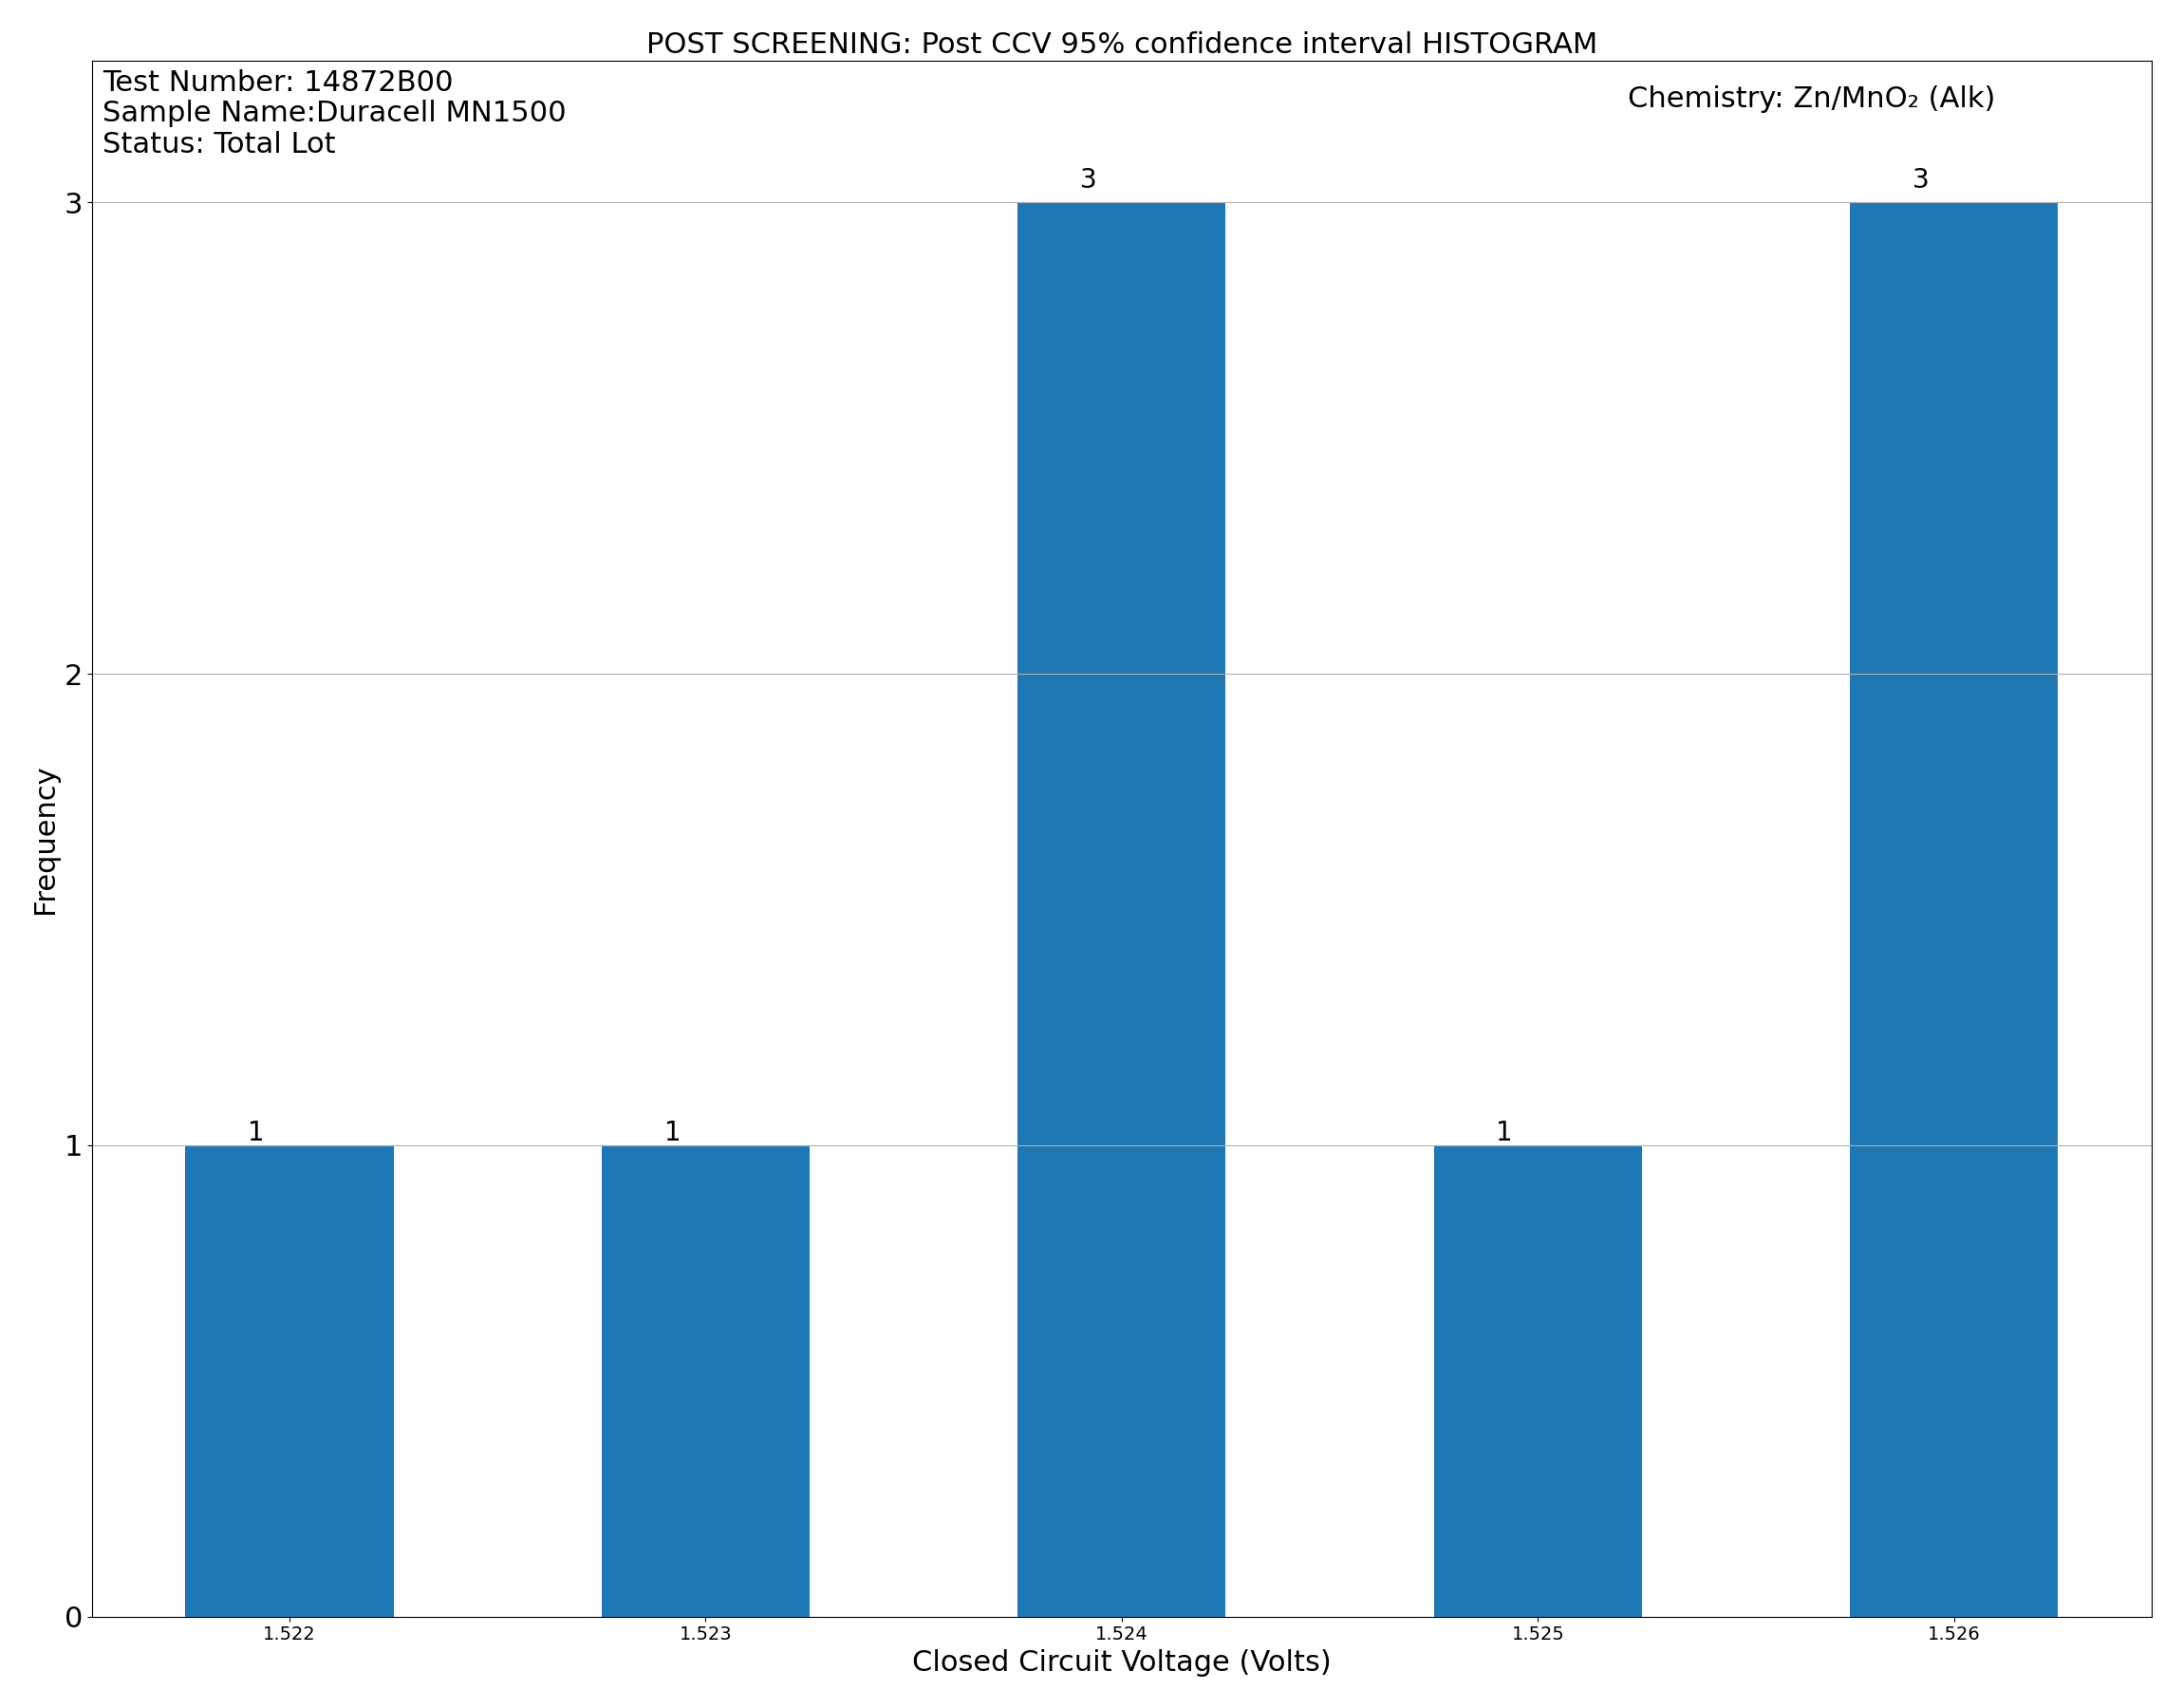 POST SCREENING: Post CCV 95% confidence interval HISTOGRAM
Test Number: 14872B00
Sample Name:Duracell MN1500
Status: Total Lot
Chemistry: Zn/MnO₂ (Alk)
3
3
3
2
1
1
1
1
0
Frequency
1.522
1.523
1.524
1.525
1.526
Closed Circuit Voltage (Volts)